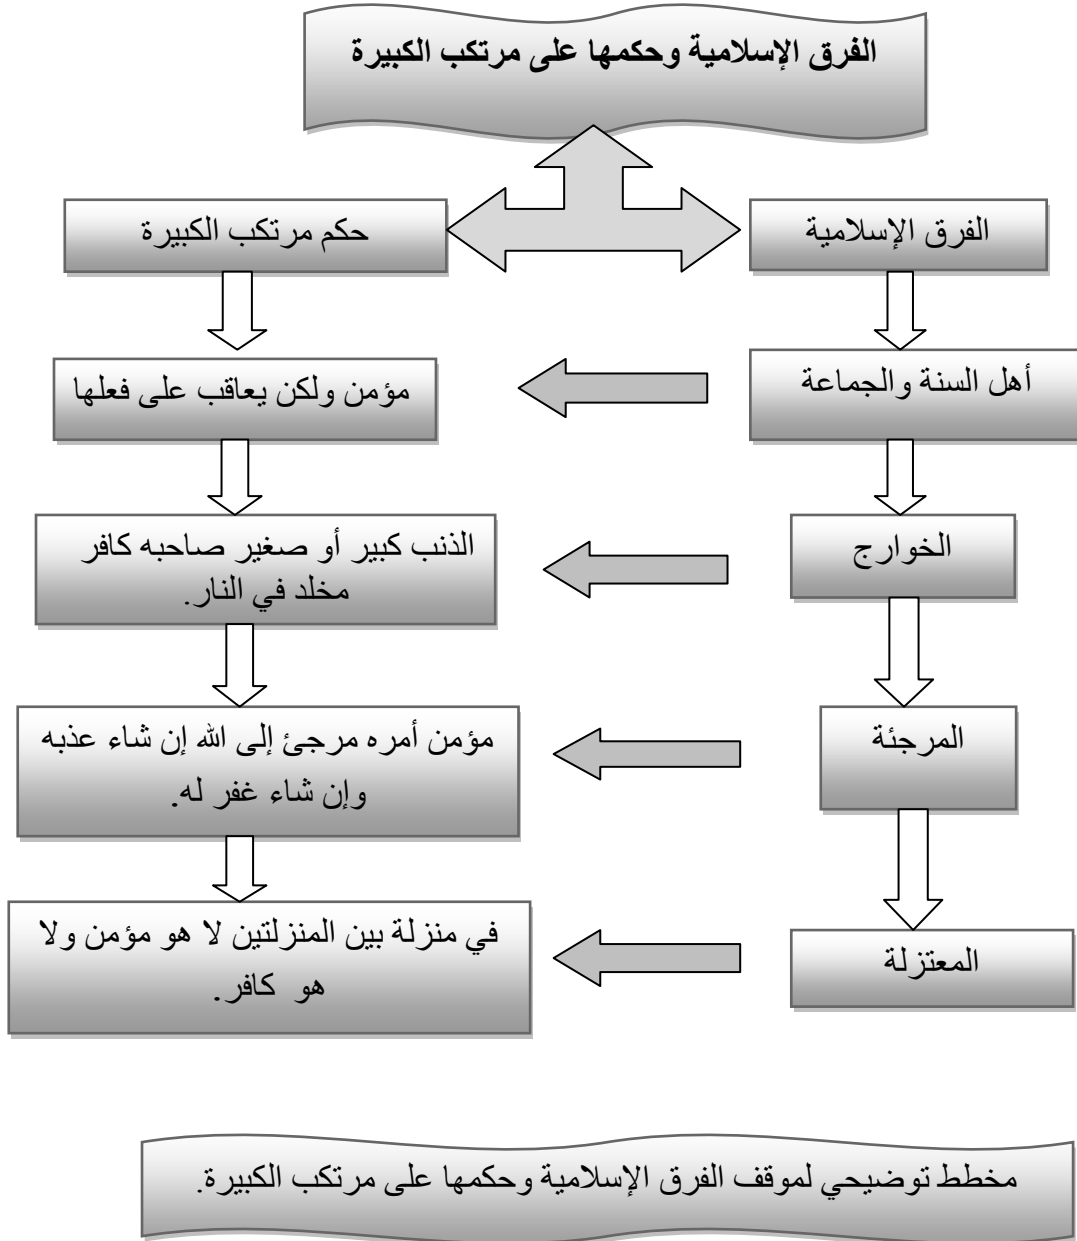 الفرق الإسلامية وحكمها على مرتكب الكبيرة
الفرق الإسلامية
حكم مرتكب الكبيرة
أهل السنة والجماعة
مؤمن ولكن يعاقب على فعلها
الخوارج
الذنب كبير أو صغير صاحبه كافر
مخلد في النار.
المرجئة
مؤمن أمره مرجئ إلى الله إن شاء عذبه
وإن شاء غفر له.
المعتزلة
في منزلة بين المنزلتين لا هو مؤمن ولا
هو كافر.
مخطط توضيحي لموقف الفرق الإسلامية وحكمها على مرتكب الكبيرة.